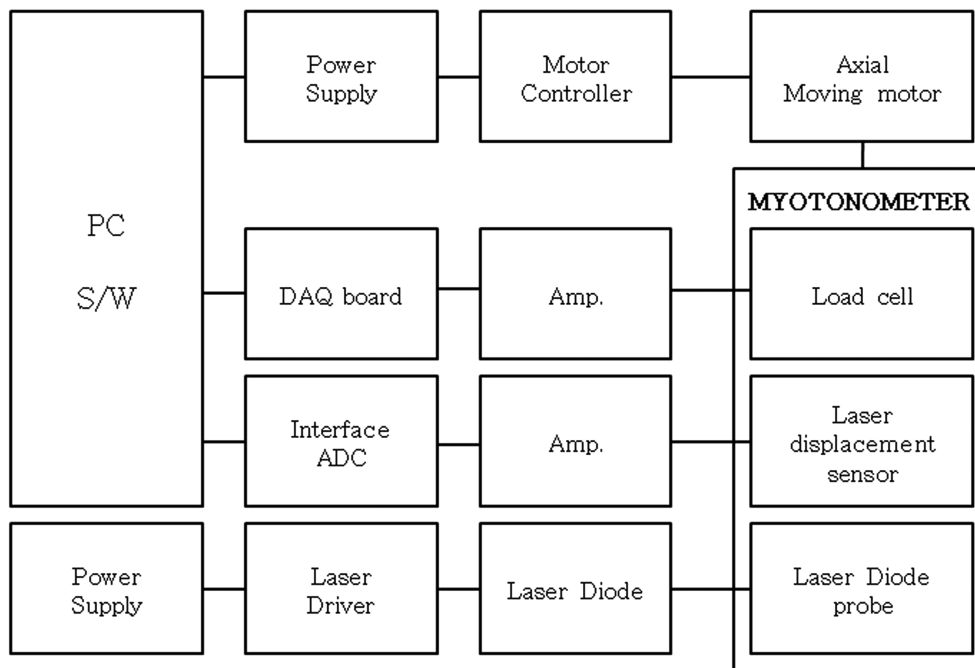 PC
S/W
Power
Supply
Motor
Controller
Axial
Moving motor
MYOTONOMETER
DAQ board
Amp.
Load cell
Interface
ADC
Amp.
Laser
displacement
sensor
Power
Supply
Laser
Driver
Laser Diode
Laser Diode
probe